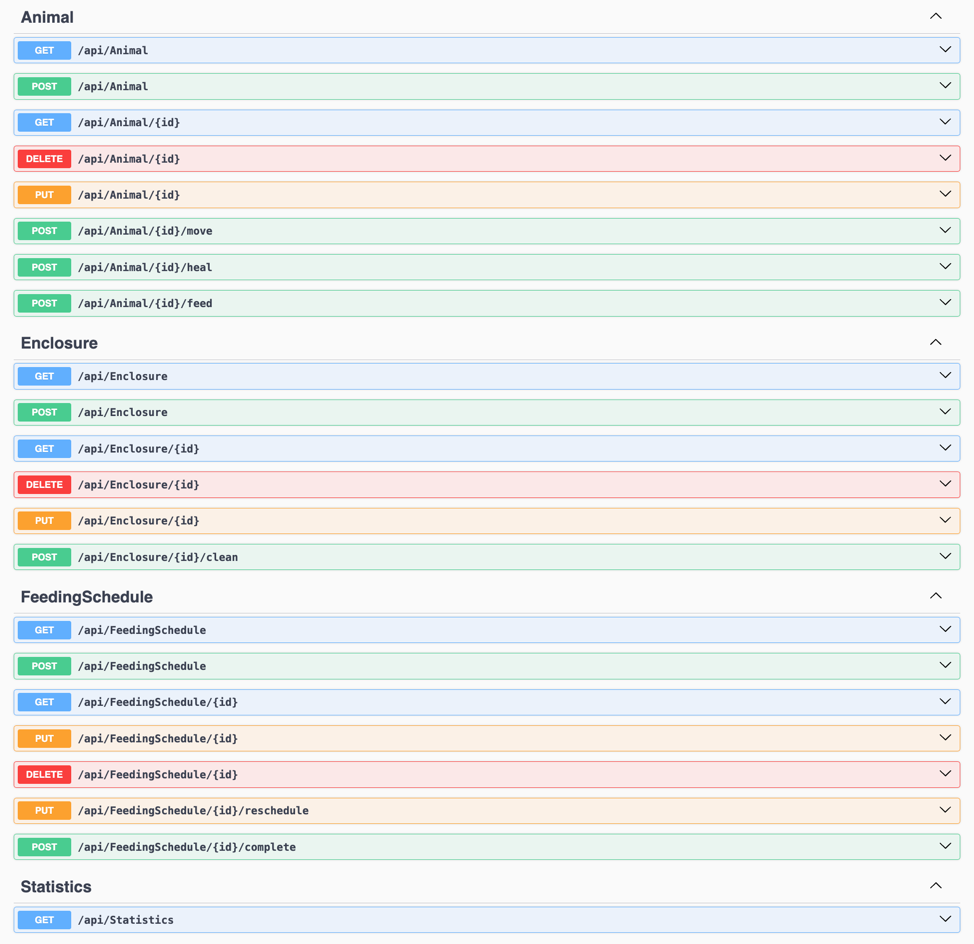 Animal
GET /api/Animal
POST /api/Animal
GET /api/Animal/{id}
DELETE /api/Animal/{id}
PUT /api/Animal/{id}
POST /api/Animal/{id}/move
POST /api/Animal/{id}/heal
POST /api/Animal/{id}/feed
Enclosure
GET /api/Enclosure
POST /api/Enclosure
GET /api/Enclosure/{id}
DELETE /api/Enclosure/{id}
PUT /api/Enclosure/{id}
POST /api/Enclosure/{id}/clean
FeedingSchedule
GET /api/FeedingSchedule
POST /api/FeedingSchedule
GET /api/FeedingSchedule/{id}
PUT /api/FeedingSchedule/{id}
DELETE /api/FeedingSchedule/{id}
PUT /api/FeedingSchedule/{id}/reschedule
POST /api/FeedingSchedule/{id}/complete
Statistics
GET /api/Statistics